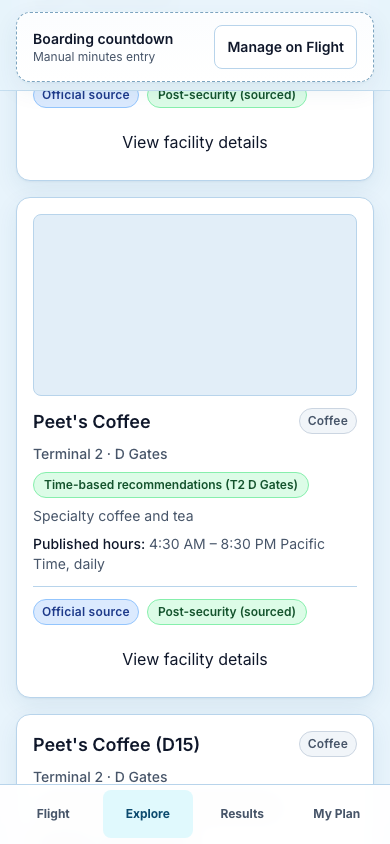 Boarding countdown
Manual minutes entry
Manage on Flight
Official source
Post-security (sourced)
View facility details
Peet's Coffee
Coffee
Terminal 2 · D Gates
Time-based recommendations (T2 D Gates)
Specialty coffee and tea
Published hours: 4:30 AM – 8:30 PM Pacific
Time, daily
Official source
Post-security (sourced)
View facility details
Peet's Coffee (D15)
Coffee
Terminal 2 · D Gates
Flight
Explore
Results
My Plan